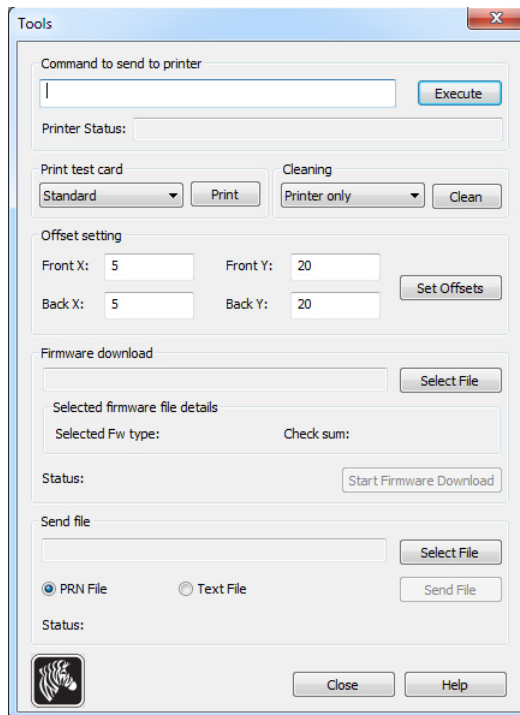 Tools
Command to send to printer
Execute
Printer Status:
Print test card
Standard
Print
Cleaning
Printer only
Clean
Offset setting
Front X: 5 Front Y: 20
Set Offsets
Back X: 5 Back Y: 20
Firmware download
Select File
Selected firmware file details
Selected Fw type: Check sum:
Status:
Start Firmware Download
Send file
Select File
PRN File Text File
Send File
Status:
Close Help